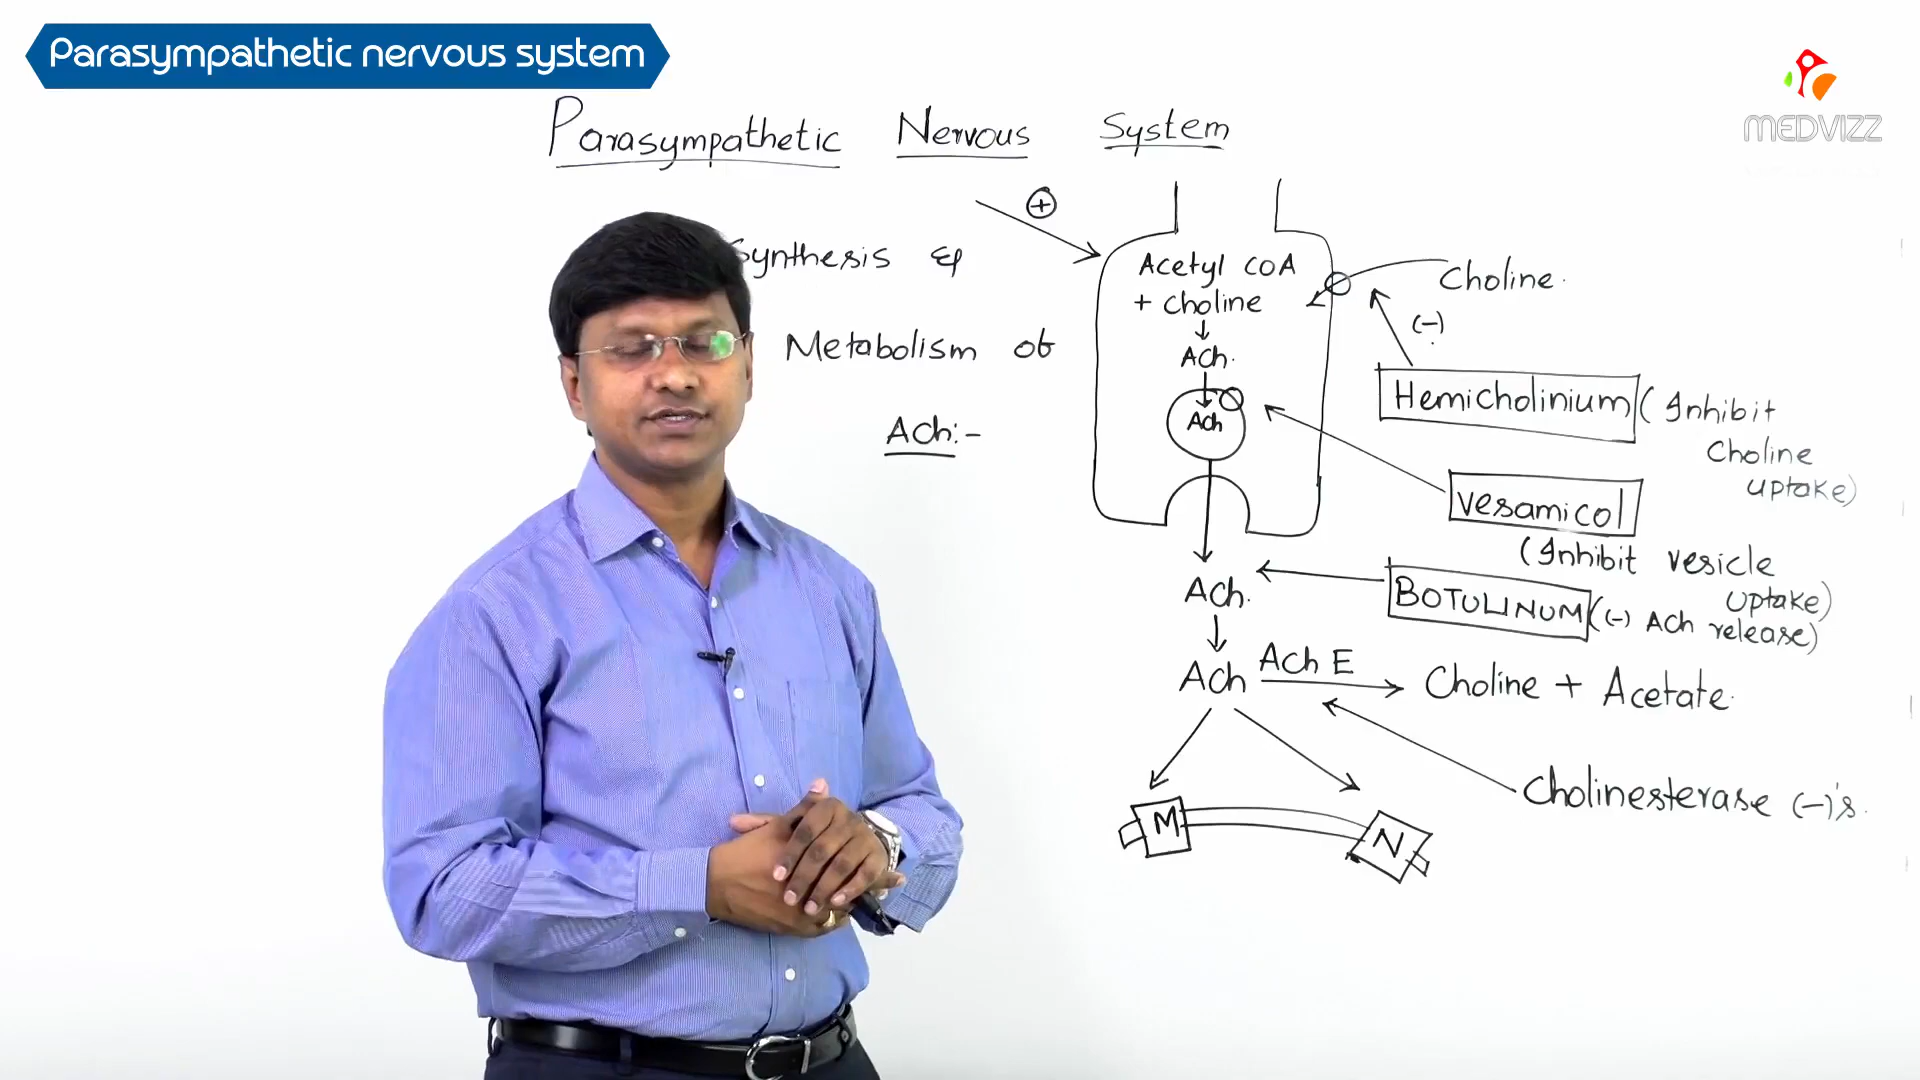 Parasympathetic nervous system
MEDVIZZ
Parasympathetic Nervous System
+
Synthesis &
Metabolism of
Ach:-
Acetyl COA
+ choline
Ach.
Ach
Choline.
(-)
Hemicholinium (Inhibit
Choline
uptake)
Vesamicol
(Inhibit vesicle
uptake)
BOTULINUM ((-) Ach release)
Ach.
Ach Ach E Choline + Acetate.
Cholinesterase (-)'s.
M
N